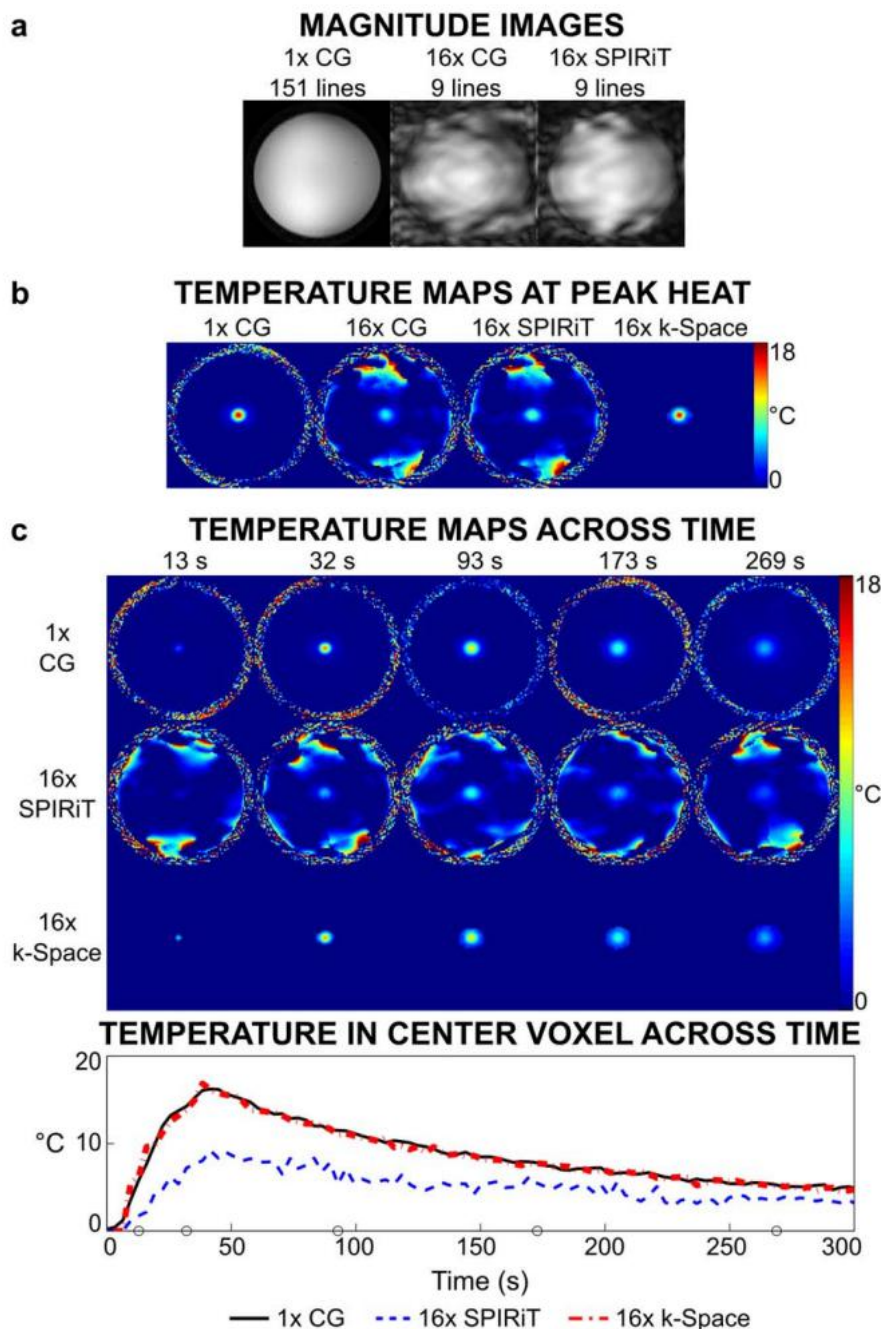 a
MAGNITUDE IMAGES
1x CG 16x CG 16x SPIRiT
151 lines 9 lines 9 lines
b
TEMPERATURE MAPS AT PEAK HEAT
1x CG 16x CG 16x SPIRiT 16x k-Space
18
°C
0
c
TEMPERATURE MAPS ACROSS TIME
13 s 32 s 93 s 173 s 269 s
18
1x
CG
16x
SPIRiT
°C
16x
k-Space
0
TEMPERATURE IN CENTER VOXEL ACROSS TIME
20
°C 10
0
0 50 100 150 200 250 300
Time (s)
1x CG 16x SPIRiT 16x k-Space